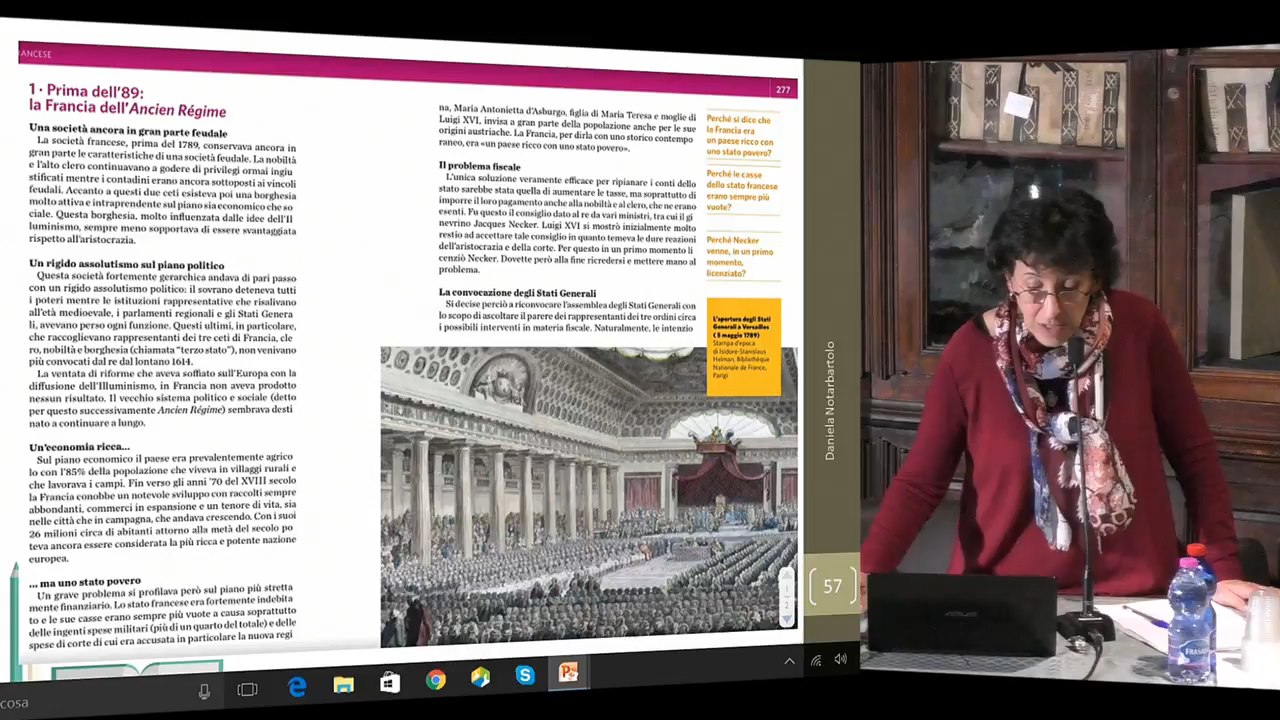 ANCESE
277
1 · Prima dell'89:
la Francia dell'Ancien Régime
Una società ancora in gran parte feudale
La società francese, prima del 1789, conservava ancora in
gran parte le caratteristiche di una società feudale. La nobiltà
e l'alto clero continuavano a godere di privilegi ormai ingiu
stificati mentre i contadini erano ancora sottoposti ai vincoli
feudali. Accanto a questi due ceti esisteva poi una borghesia
molto attiva e intraprendente sul piano sia economico che so
ciale. Questa borghesia, molto influenzata dalle idee dell'Il
luminismo, sempre meno sopportava di essere svantaggiata
rispetto all'aristocrazia.
Un rigido assolutismo sul piano politico
Questa società fortemente gerarchica andava di pari passo
con un rigido assolutismo politico: il sovrano deteneva tutti
i poteri mentre le istituzioni rappresentative che risalivano
all'età medioevale, i parlamenti regionali e gli Stati Genera
li, avevano perso ogni funzione. Questi ultimi, in particolare,
che raccoglievano rappresentanti dei tre ceti di Francia, cle
ro, nobiltà e borghesia (chiamata "terzo stato"), non venivano
più convocati dal re dal lontano 1614.
La ventata di riforme che aveva soffiato sull'Europa con la
diffusione dell'Illuminismo, in Francia non aveva prodotto
nessun risultato. Il vecchio sistema politico e sociale (detto
per questo successivamente Ancien Régime) sembrava desti
nato a continuare a lungo.
Un'economia ricca...
Sul piano economico il paese era prevalentemente agrico
lo con l'85% della popolazione che viveva in villaggi rurali e
che lavorava i campi. Fin verso gli anni '70 del XVIII secolo
la Francia conobbe un notevole sviluppo con raccolti sempre
abbondanti, commerci in espansione e un tenore di vita, sia
nelle città che in campagna, che andava crescendo. Con i suoi
26 milioni circa di abitanti attorno alla metà del secolo po
teva ancora essere considerata la più ricca e potente nazione
europea.
... ma uno stato povero
Un grave problema si profilava però sul piano più stretta
mente finanziario. Lo stato francese era fortemente indebita
to e le sue casse erano sempre più vuote a causa soprattutto
delle ingenti spese militari (più di un quarto del totale) e delle
spese di corte di cui era accusata in particolare la nuova regi
na, Maria Antonietta d'Asburgo, figlia di Maria Teresa e moglie di
Luigi XVI, invisa a gran parte della popolazione anche per le sue
origini austriache. La Francia, per dirla con uno storico contempo
raneo, era «un paese ricco con uno stato povero».
Il problema fiscale
L'unica soluzione veramente efficace per ripianare i conti dello
stato sarebbe stata quella di aumentare le tasse, ma soprattutto di
imporre il loro pagamento anche alla nobiltà e al clero, che ne erano
esenti. Fu questo il consiglio dato al re da vari ministri, tra cui il gi
nevrino Jacques Necker. Luigi XVI si mostrò inizialmente molto
restio ad accettare tale consiglio in quanto temeva le dure reazioni
dell'aristocrazia e della corte. Per questo in un primo momento li
cenziò Necker. Dovette però alla fine ricredersi e mettere mano al
problema.
La convocazione degli Stati Generali
Si decise perciò a riconvocare l'assemblea degli Stati Generali con
lo scopo di ascoltare il parere dei rappresentanti dei tre ordini circa
i possibili interventi in materia fiscale. Naturalmente, le intenzio
Perché si dice che
la Francia era
un paese ricco con
uno stato povero?
Perché le casse
dello stato francese
erano sempre più
vuote?
Perché Necker
venne, in un primo
momento,
licenziato?
L'apertura degli Stati
Generali a Versailles
( 5 maggio 1789)
Stampa d'epoca
di Isidore-Stanislaus
Helman, Bibliothèque
Nationale de France,
Parigi
1
2
Daniela Notarbartolo
57
cosa
ASUS